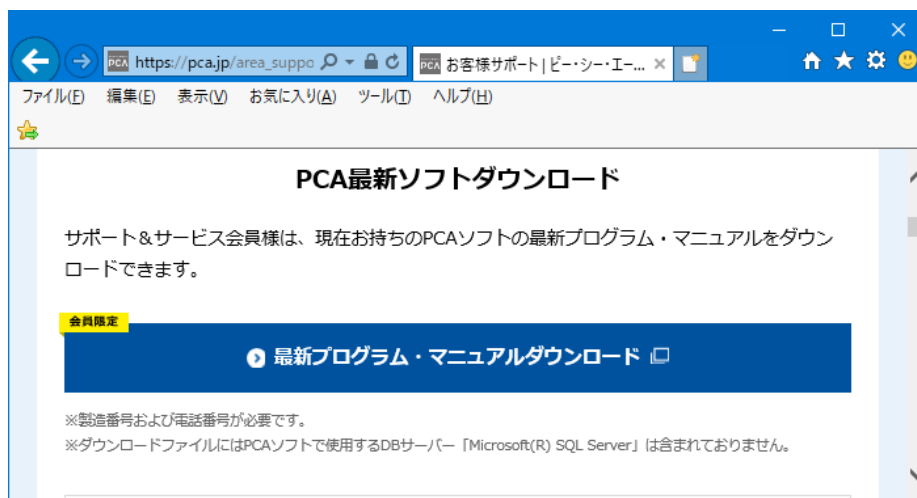 PCA https://pca.jp/area_suppo PCA お客様サポート | ピー・シー・エー...
ファイル(F) 編集(E) 表示(V) お気に入り(A) ツール(T) ヘルプ(H)
PCA最新ソフトダウンロード
サポート&サービス会員様は、現在お持ちのPCAソフトの最新プログラム・マニュアルをダウン
ロードできます。
会員限定
最新プログラム・マニュアルダウンロード
※製造番号および電話番号が必要です。
※ダウンロードファイルにはPCAソフトで使用するDBサーバー「Microsoft(R) SQL Server」は含まれておりません。